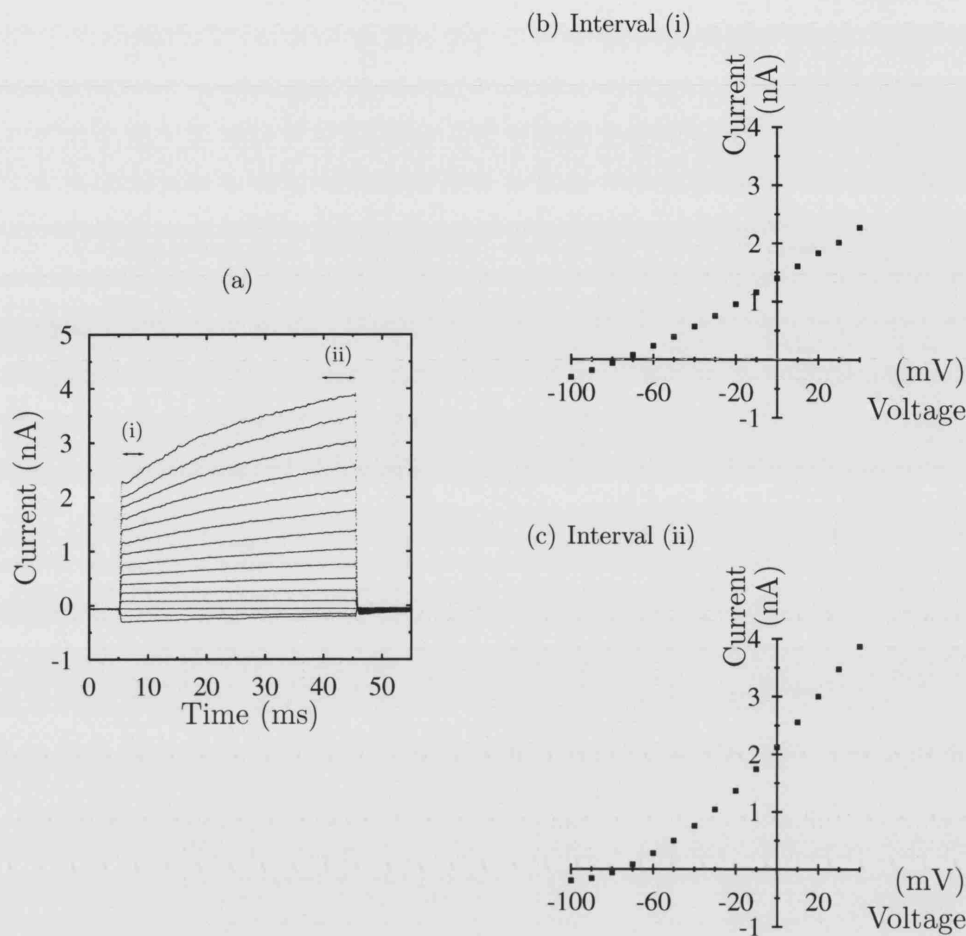 (a)
5
4
3
2
1
0
-1
Current (nA)
(i)
(ii)
0 10 20 30 40 50
Time (ms)
(b) Interval (i)
Current
(nA)
4
3
2
1
-1
-100 -60 -20 20
(mV)
Voltage
(c) Interval (ii)
Current
(nA)
4
3
2
1
-1
-100 -60 -20 20
(mV)
Voltage